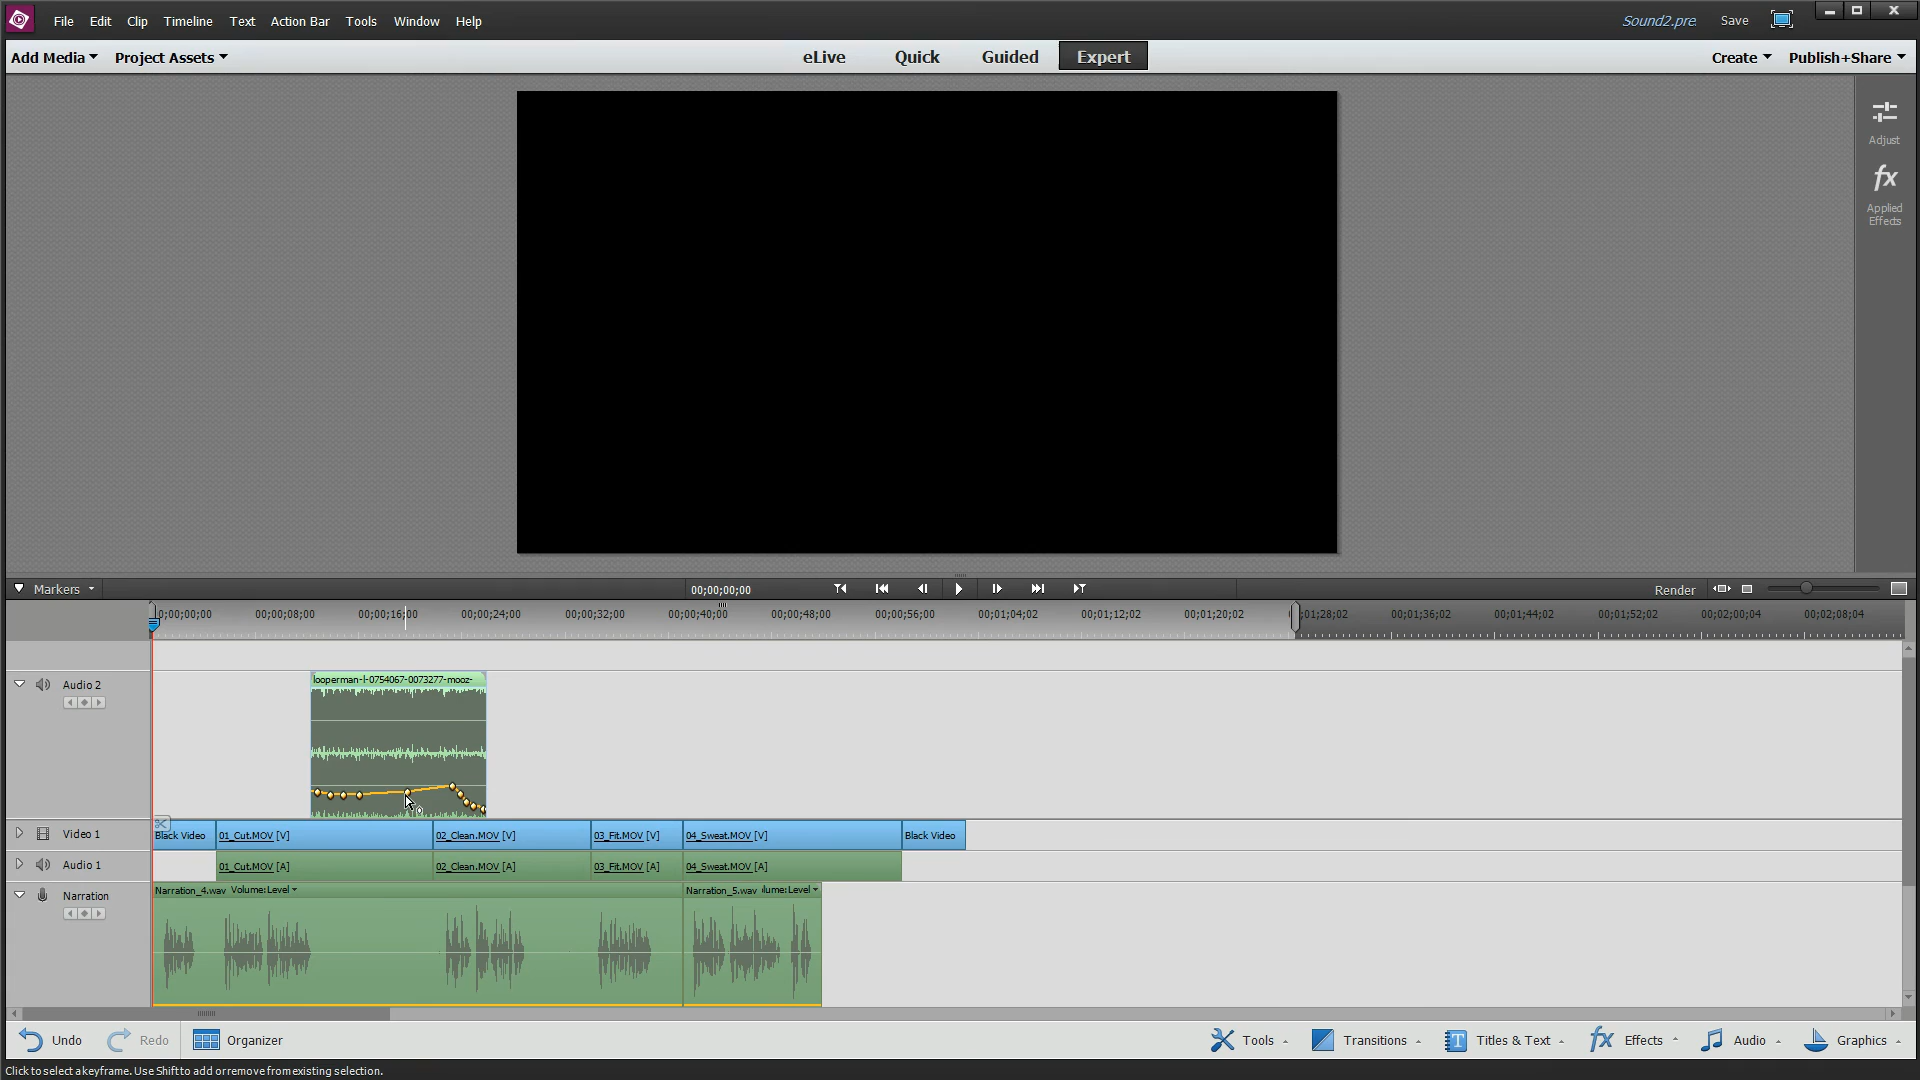 File Edit Clip Timeline Text Action Bar Tools Window Help
Sound2.pre Save
Add Media Project Assets
eLive Quick Guided Expert
Create Publish+Share
Adjust
fx
Applied
Effects
Markers
00;00;00;00
Render
0;00;00;00 00;00;08;00 00;00;16;00 00;00;24;00 00;00;32;00 00;00;40;00 00;00;48;00 00;00;56;00 00;01;04;02 00;01;12;02 00;01;20;02 ;01;28;02 00;01;36;02 00;01;44;02 00;01;52;02 00;02;00;04 00;02;08;04
looperman-l-0754067-0073277-mooz-
Audio 2
Video 1
Black Video 01_Cut.MOV [V] 02_Clean.MOV [V] 03_Fit.MOV [V] 04_Sweat.MOV [V] Black Video
Audio 1
01_Cut.MOV [A] 02_Clean.MOV [A] 03_Fit.MOV [A] 04_Sweat.MOV [A]
Narration_4.wav Volume:Level Narration_5.wav lume:Level
Narration
Undo Redo Organizer
Tools Transitions T Titles & Text fx Effects Audio Graphics
Click to select a keyframe. Use Shift to add or remove from existing selection.